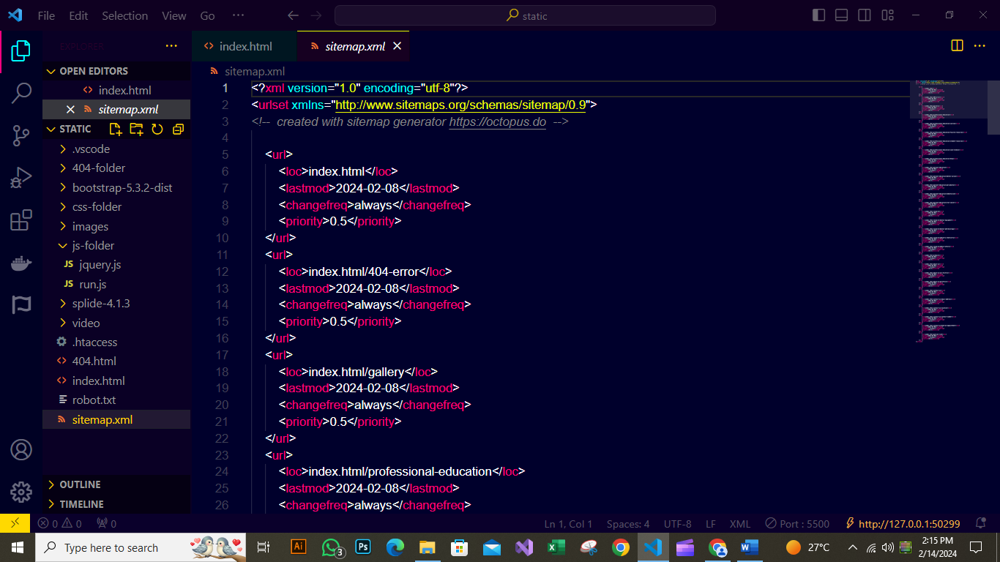 File Edit Selection View Go ···
static
EXPLORER
index.html
sitemap.xml
OPEN EDITORS
index.html
sitemap.xml
STATIC
.vscode
404-folder
bootstrap-5.3.2-dist
css-folder
images
js-folder
JS jquery.js
JS run.js
splide-4.1.3
video
.htaccess
404.html
index.html
robot.txt
sitemap.xml
OUTLINE
TIMELINE
sitemap.xml
1 <?xml version="1.0" encoding="utf-8"?>
2 <urlset xmlns="http://www.sitemaps.org/schemas/sitemap/0.9">
3 <!-- created with sitemap generator https://octopus.do -->
4
5 <url>
6 <loc>index.html</loc>
7 <lastmod>2024-02-08</lastmod>
8 <changefreq>always</changefreq>
9 <priority>0.5</priority>
10 </url>
11 <url>
12 <loc>index.html/404-error</loc>
13 <lastmod>2024-02-08</lastmod>
14 <changefreq>always</changefreq>
15 <priority>0.5</priority>
16 </url>
17 <url>
18 <loc>index.html/gallery</loc>
19 <lastmod>2024-02-08</lastmod>
20 <changefreq>always</changefreq>
21 <priority>0.5</priority>
22 </url>
23 <url>
24 <loc>index.html/professional-education</loc>
25 <lastmod>2024-02-08</lastmod>
26 <changefreq>always</changefreq>
0 0 0 Ln 1, Col 1 Spaces: 4 UTF-8 LF XML Port : 5500 http://127.0.0.1:50299
Type here to search
Ai
3
Ps
27°C
2:15 PM
2/14/2024